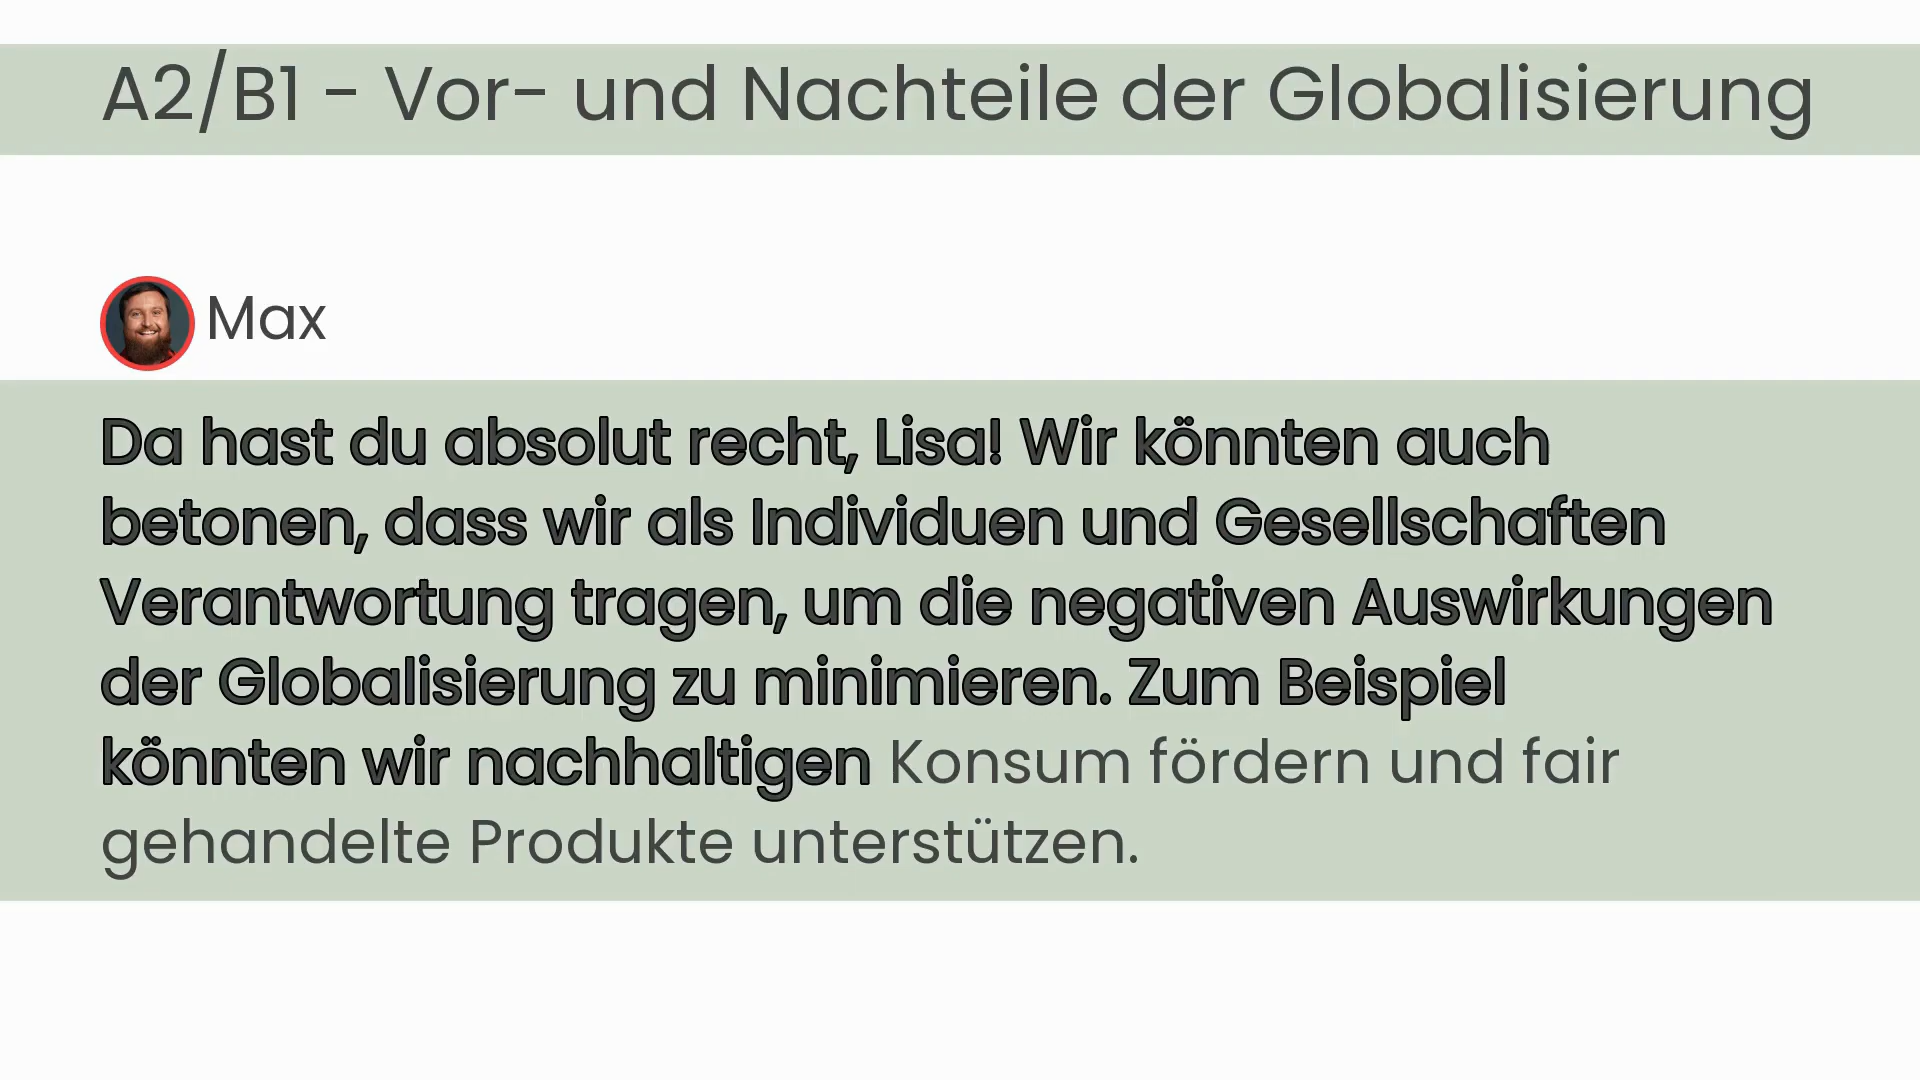 A2/B1 - Vor- und Nachteile der Globalisierung
Max
Da hast du absolut recht, Lisa! Wir könnten auch
betonen, dass wir als Individuen und Gesellschaften
Verantwortung tragen, um die negativen Auswirkungen
der Globalisierung zu minimieren. Zum Beispiel
könnten wir nachhaltigen Konsum fördern und fair
gehandelte Produkte unterstützen.